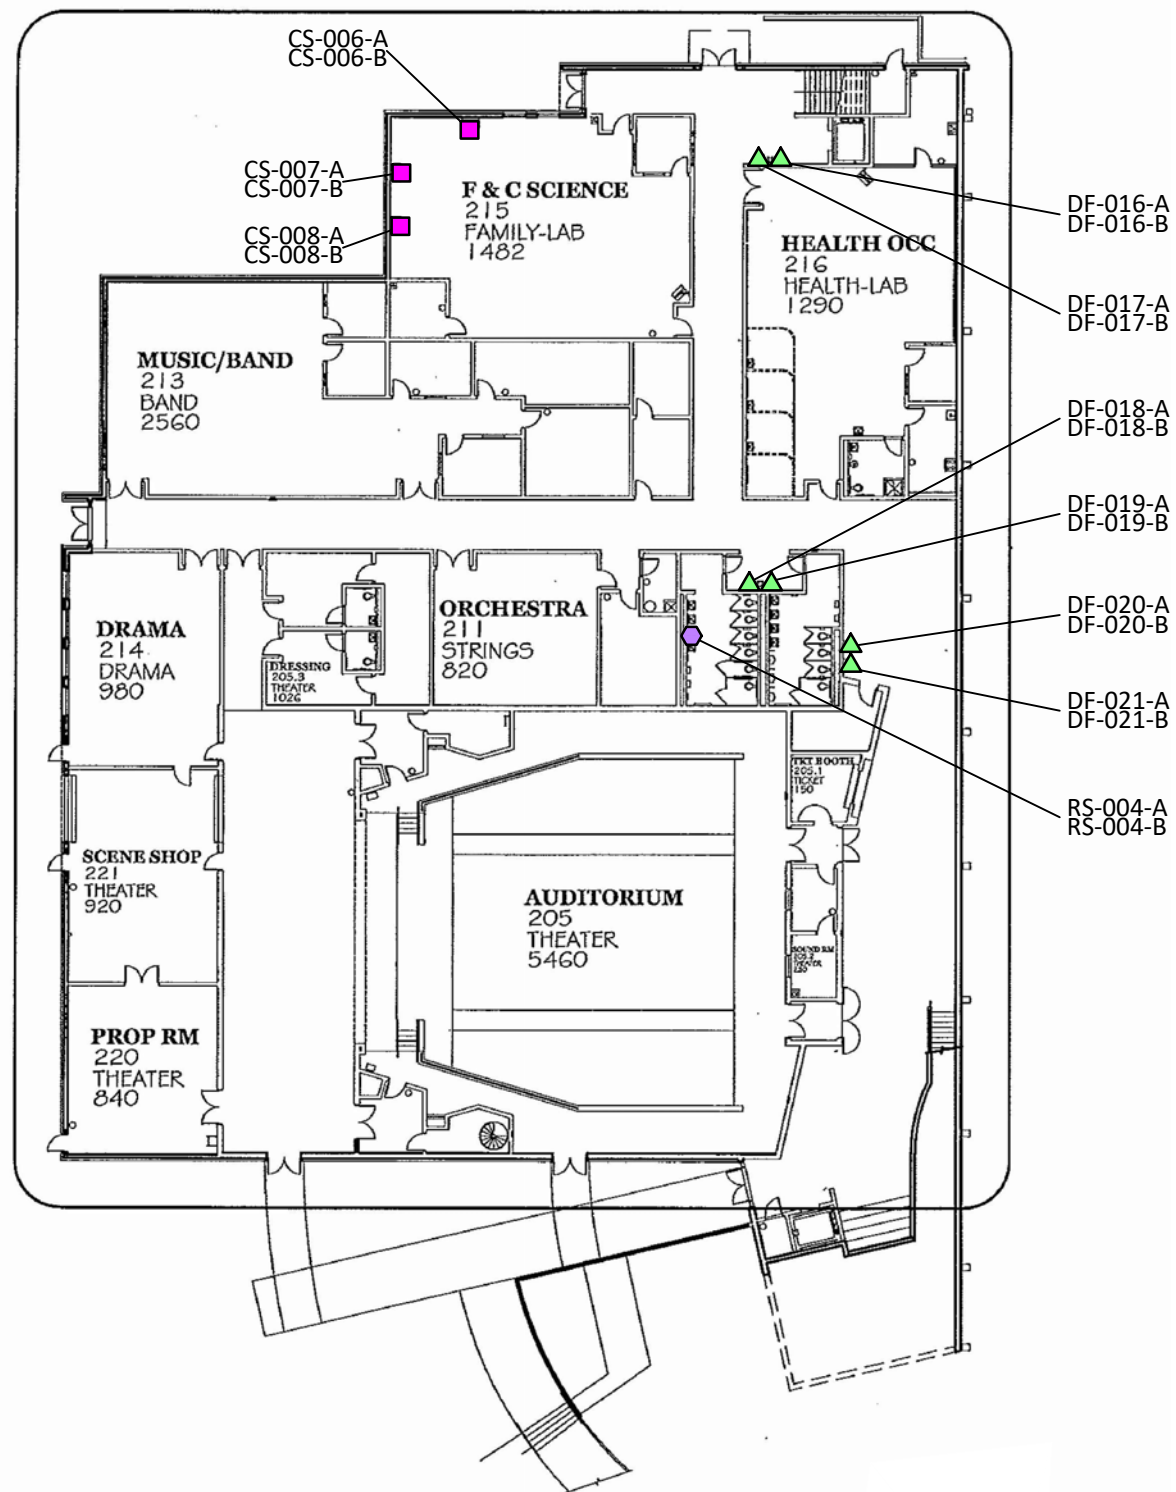 CS-006-A
CS-006-B
CS-007-A
CS-007-B
CS-008-A
CS-008-B
F & C SCIENCE
215
FAMILY-LAB
1482
DF-016-A
DF-016-B
HEALTH OCC
216
HEALTH-LAB
1290
DF-017-A
DF-017-B
MUSIC/BAND
213
BAND
2560
DF-018-A
DF-018-B
DF-019-A
DF-019-B
DRAMA
214
DRAMA
980
DRESSING
205.3
THEATER
1026
ORCHESTRA
211
STRINGS
820
DF-020-A
DF-020-B
DF-021-A
DF-021-B
TKT BOOTH
205.1
TICKET
150
RS-004-A
RS-004-B
SCENE SHOP
221
THEATER
920
AUDITORIUM
205
THEATER
5460
SOUND RM
205.2
THEATER
PROP RM
220
THEATER
840